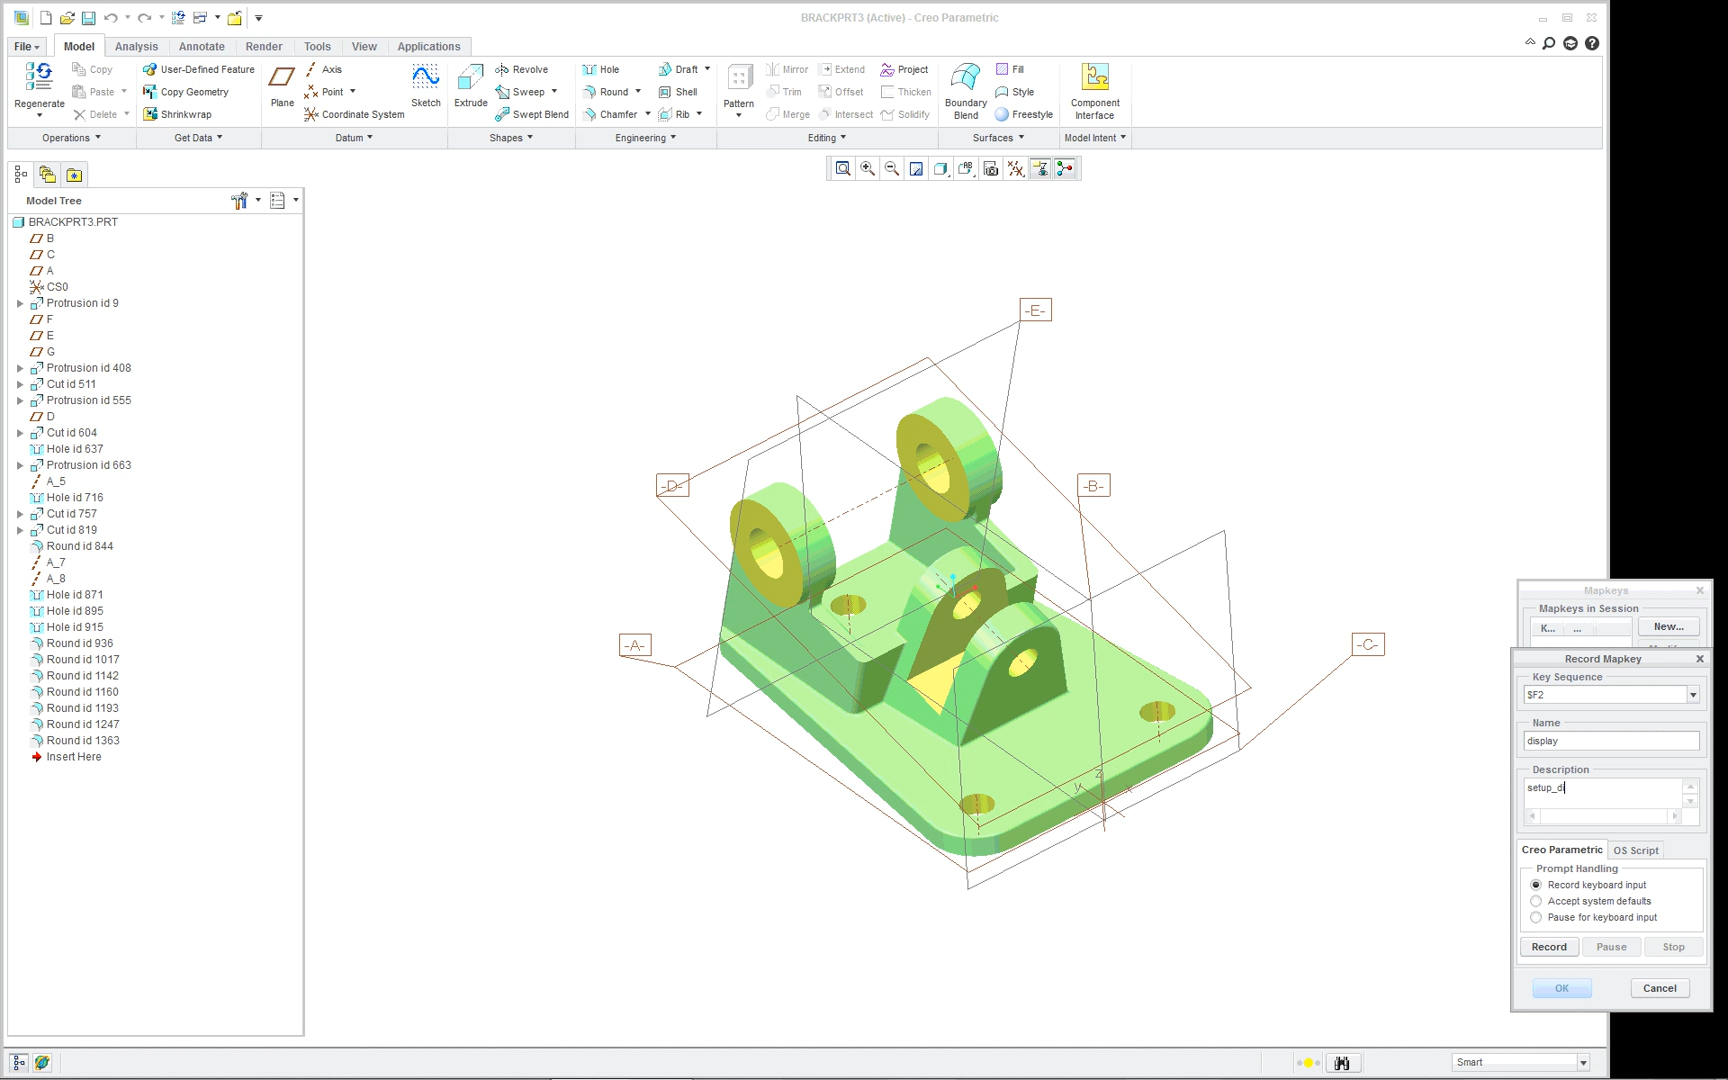 BRACKPRT3 (Active) - Creo Parametric
File Model Analysis Annotate Render Tools View Applications
Regenerate
Copy
Paste
Delete
Operations
User-Defined Feature
Copy Geometry
Shrinkwrap
Get Data
Plane
Axis
Point
Coordinate System
Datum
Sketch
Extrude
Revolve
Sweep
Swept Blend
Shapes
Hole
Round
Chamfer
Draft
Shell
Rib
Engineering
Pattern
Mirror
Trim
Merge
Extend
Offset
Intersect
Project
Thicken
Solidify
Editing
Boundary
Blend
Fill
Style
Freestyle
Surfaces
Component
Interface
Model Intent
Model Tree
BRACKPRT3.PRT
B
C
A
CS0
Protrusion id 9
F
E
G
Protrusion id 408
Cut id 511
Protrusion id 555
D
Cut id 604
Hole id 637
Protrusion id 663
A_5
Hole id 716
Cut id 757
Cut id 819
Round id 844
A_7
A_8
Hole id 871
Hole id 895
Hole id 915
Round id 936
Round id 1017
Round id 1142
Round id 1160
Round id 1193
Round id 1247
Round id 1363
Insert Here
-E-
-D-
-B-
-A-
-C-
z
y
x
Mapkeys
Mapkeys in Session
K... ...
New...
Record Mapkey
Key Sequence
$F2
Name
display
Description
setup_di
Creo Parametric OS Script
Prompt Handling
Record keyboard input
Accept system defaults
Pause for keyboard input
Record Pause Stop
OK Cancel
Smart